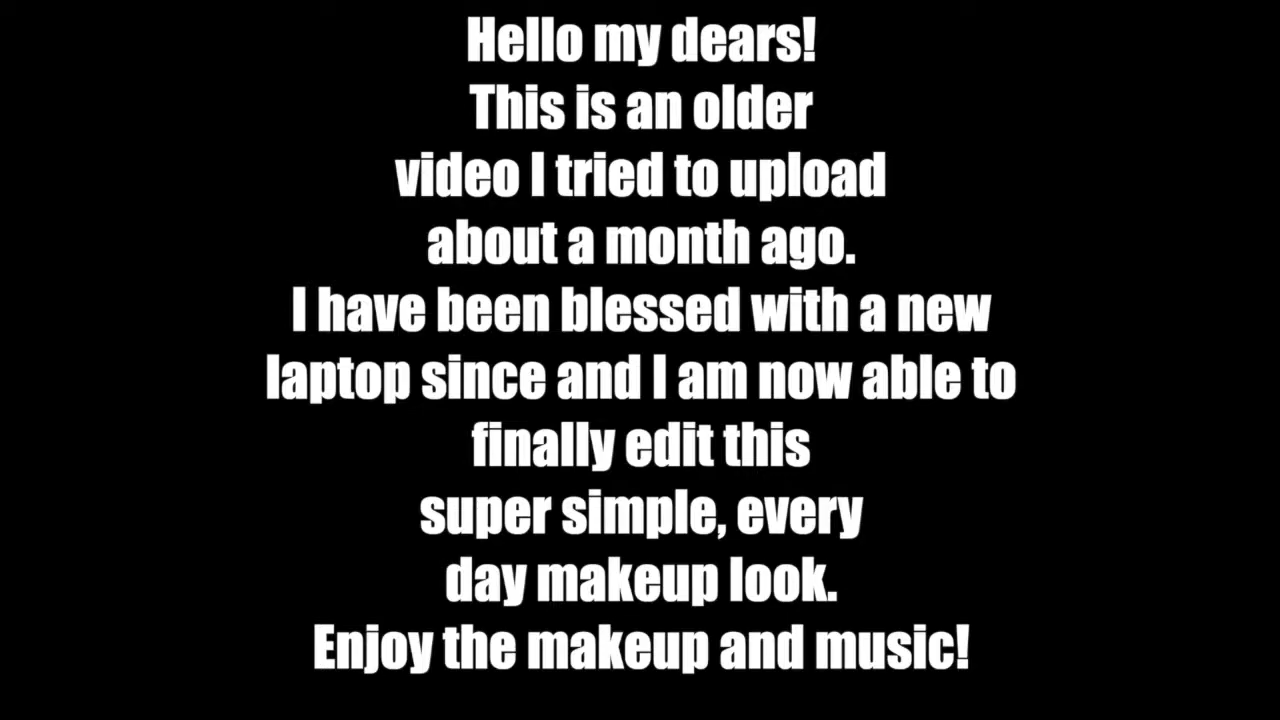 Hello my dears!
This is an older
video I tried to upload
about a month ago.
I have been blessed with a new
laptop since and I am now able to
finally edit this
super simple, every
day makeup look.
Enjoy the makeup and music!